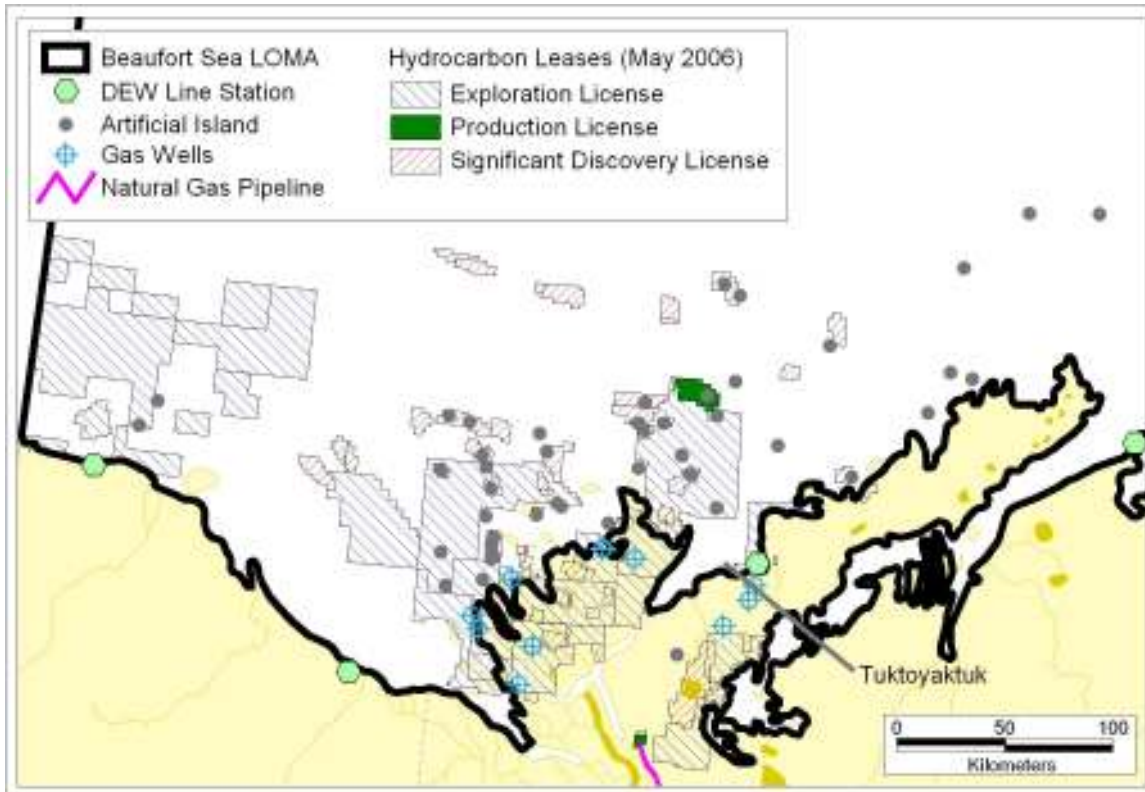 Beaufort Sea LOMA
DEW Line Station
Artificial Island
Gas Wells
Natural Gas Pipeline
Hydrocarbon Leases (May 2006)
Exploration License
Production License
Significant Discovery License
Tuktoyaktuk
0 50 100
Kilometers